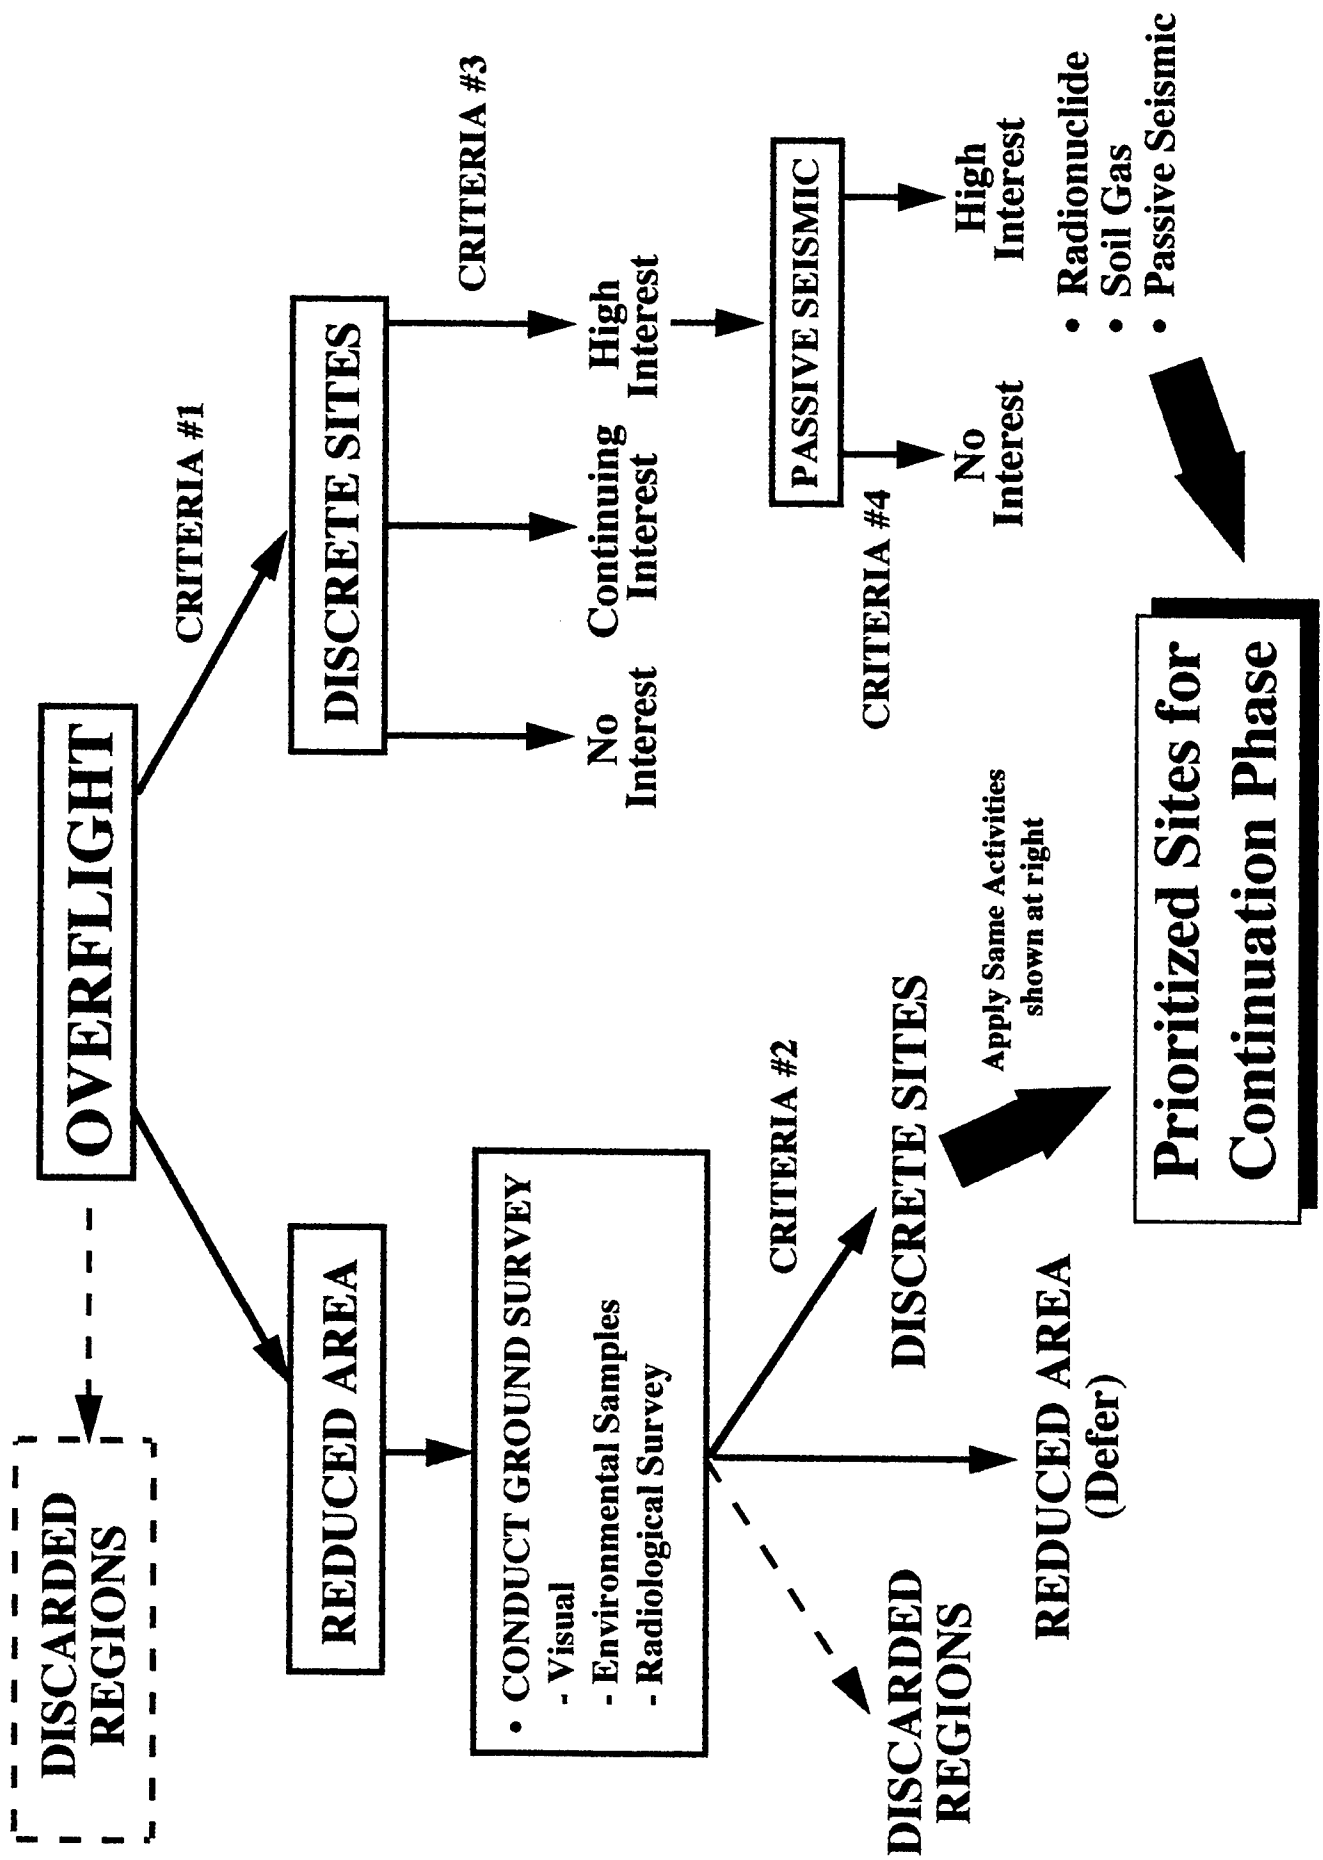 DISCARDED
REGIONS
OVERFLIGHT
CRITERIA #1
REDUCED AREA
DISCRETE SITES
CRITERIA #3
• CONDUCT GROUND SURVEY
- Visual
- Environmental Samples
- Radiological Survey
No
Interest
Continuing
Interest
High
Interest
CRITERIA #2
PASSIVE SEISMIC
CRITERIA #4
DISCARDED
REGIONS
REDUCED AREA
(Defer)
DISCRETE SITES
No
Interest
High
Interest
Apply Same Activities
shown at right
• Radionuclide
• Soil Gas
• Passive Seismic
Prioritized Sites for
Continuation Phase